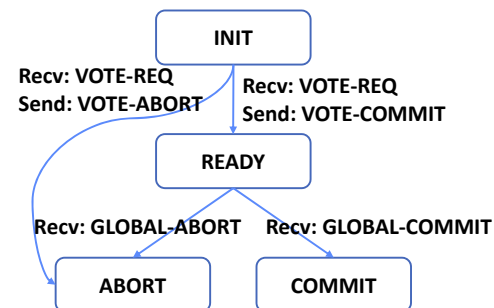 INIT
Recv: VOTE-REQ
Send: VOTE-ABORT
Recv: VOTE-REQ
Send: VOTE-COMMIT
READY
Recv: GLOBAL-ABORT
Recv: GLOBAL-COMMIT
ABORT
COMMIT